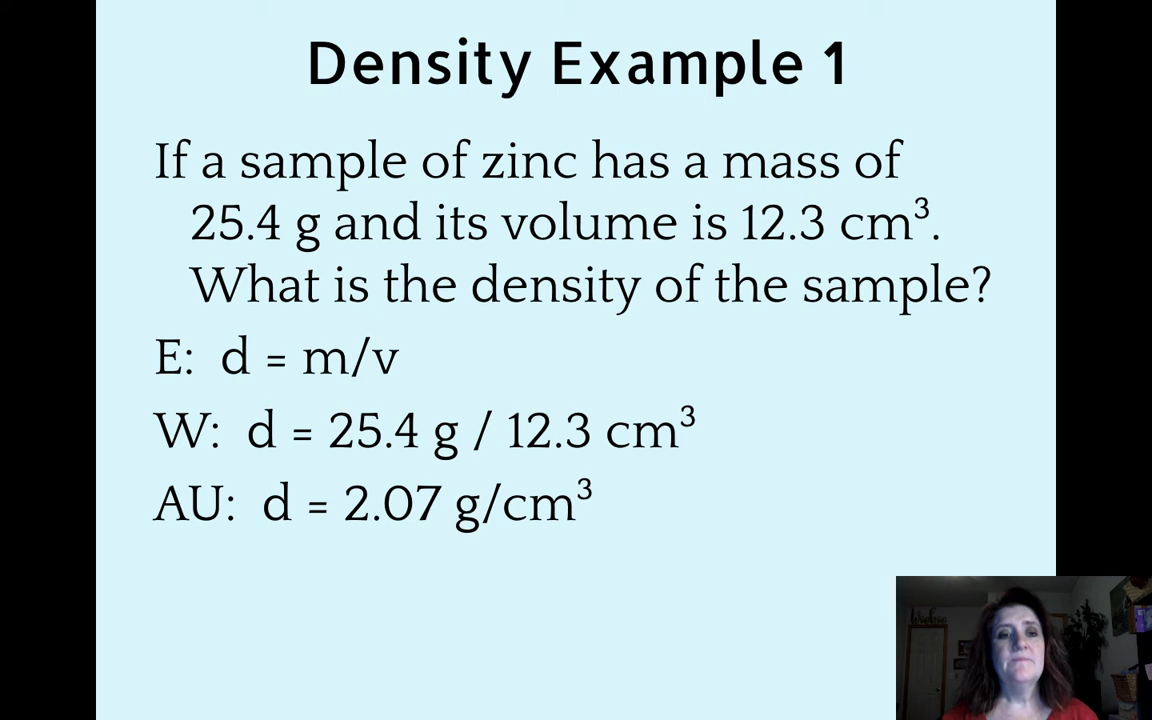 Density Example 1
If a sample of zinc has a mass of
25.4 g and its volume is 12.3 cm³.
What is the density of the sample?
E:  d = m/v
W:  d = 25.4 g / 12.3 cm³
AU:  d = 2.07 g/cm³